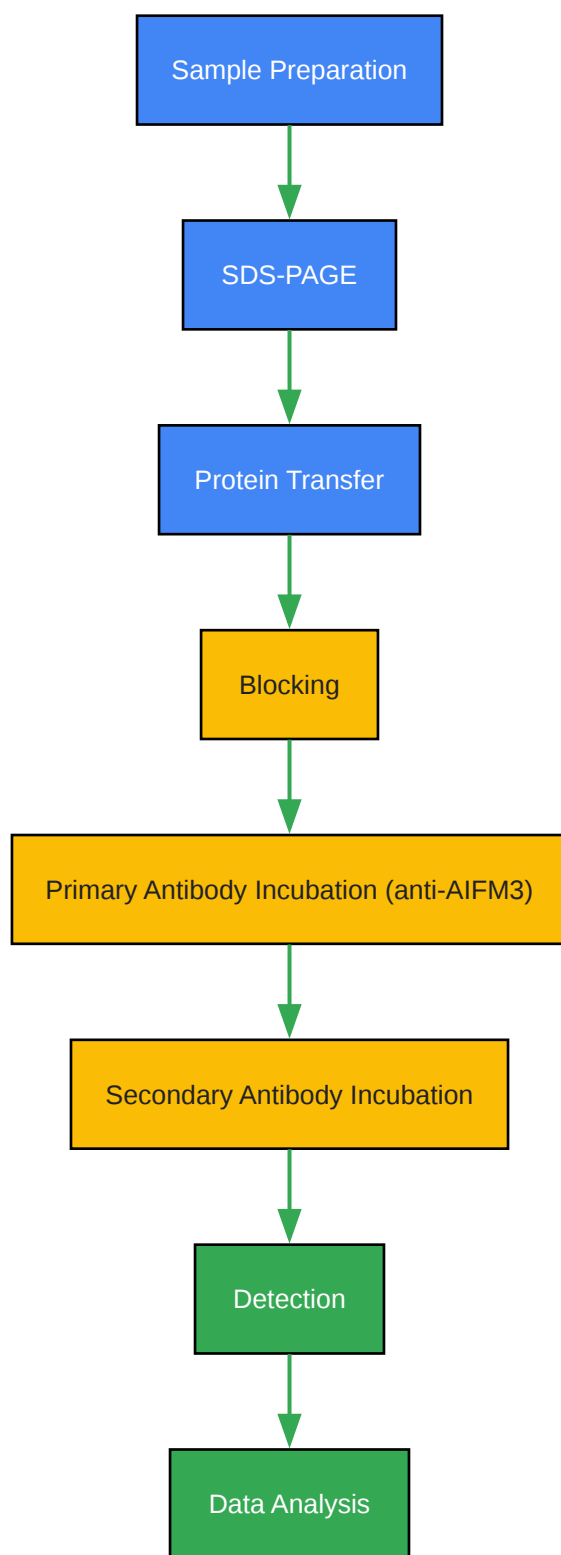 Sample Preparation
SDS-PAGE
Protein Transfer
Blocking
Primary Antibody Incubation (anti-AIFM3)
Secondary Antibody Incubation
Detection
Data Analysis